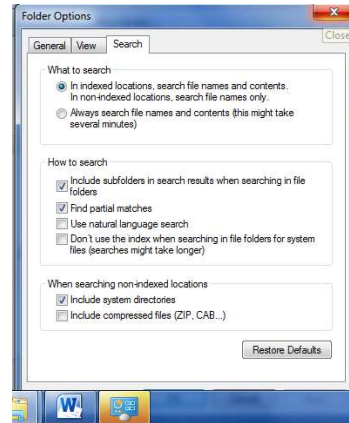 Folder Options
Close
General
View
Search
What to search
In indexed locations, search file names and contents.
In non-indexed locations, search file names only.
Always search file names and contents (this might take
several minutes)
How to search
Include subfolders in search results when searching in file
folders
Find partial matches
Use natural language search
Don't use the index when searching in file folders for system
files (searches might take longer)
When searching non-indexed locations
Include system directories
Include compressed files (ZIP, CAB...)
Restore Defaults
W